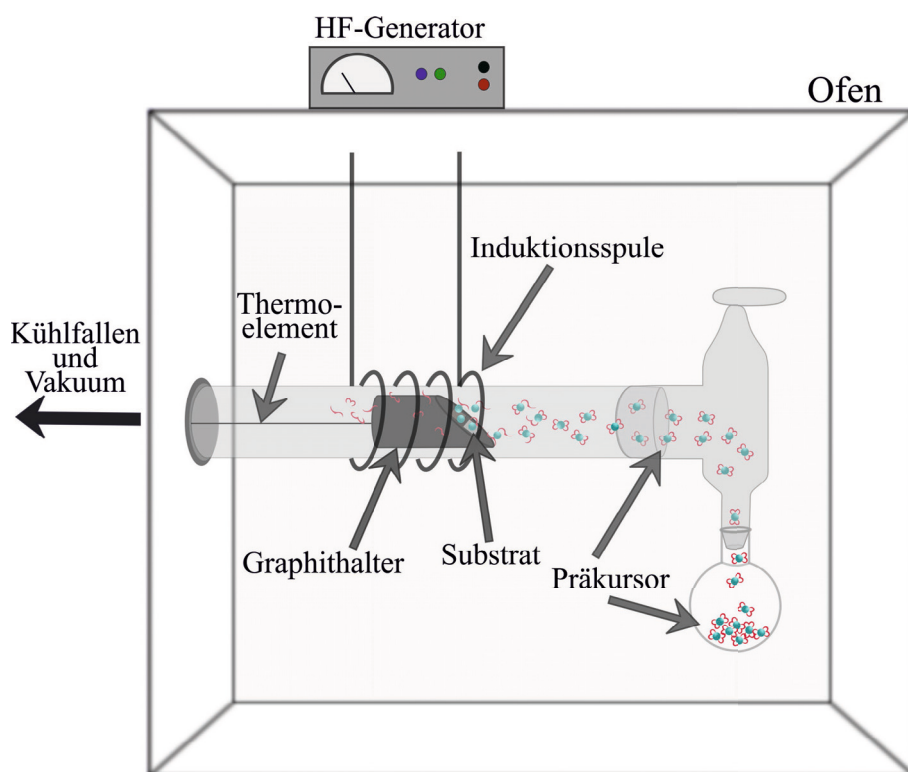 HF-Generator
Ofen
Induktionsspule
Thermo-
element
Kühlfallen
und
Vakuum
Graphithalter
Substrat
Präkursor